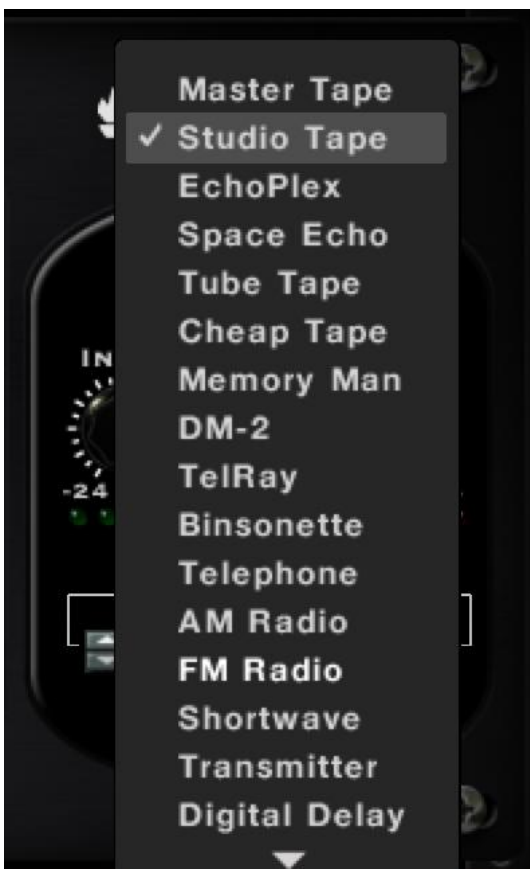 Master Tape
✓ Studio Tape
EchoPlex
Space Echo
Tube Tape
Cheap Tape
IN
Memory Man
DM-2
TelRay
-24
Binsonette
Telephone
AM Radio
FM Radio
Shortwave
Transmitter
Digital Delay